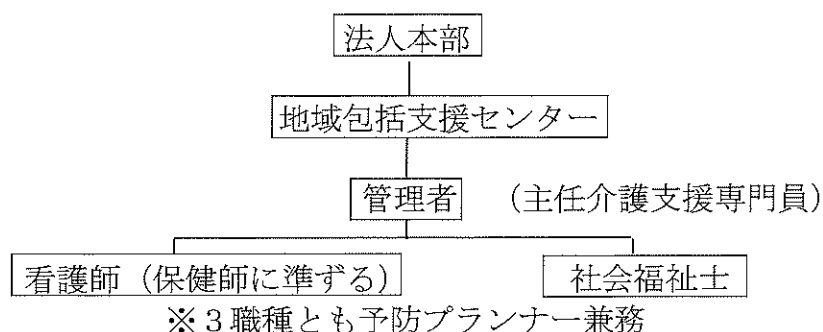 法人本部
地域包括支援センター
管理者　（主任介護支援専門員）
看護師（保健師に準ずる）　社会福祉士
※３職種とも予防プランナー兼務